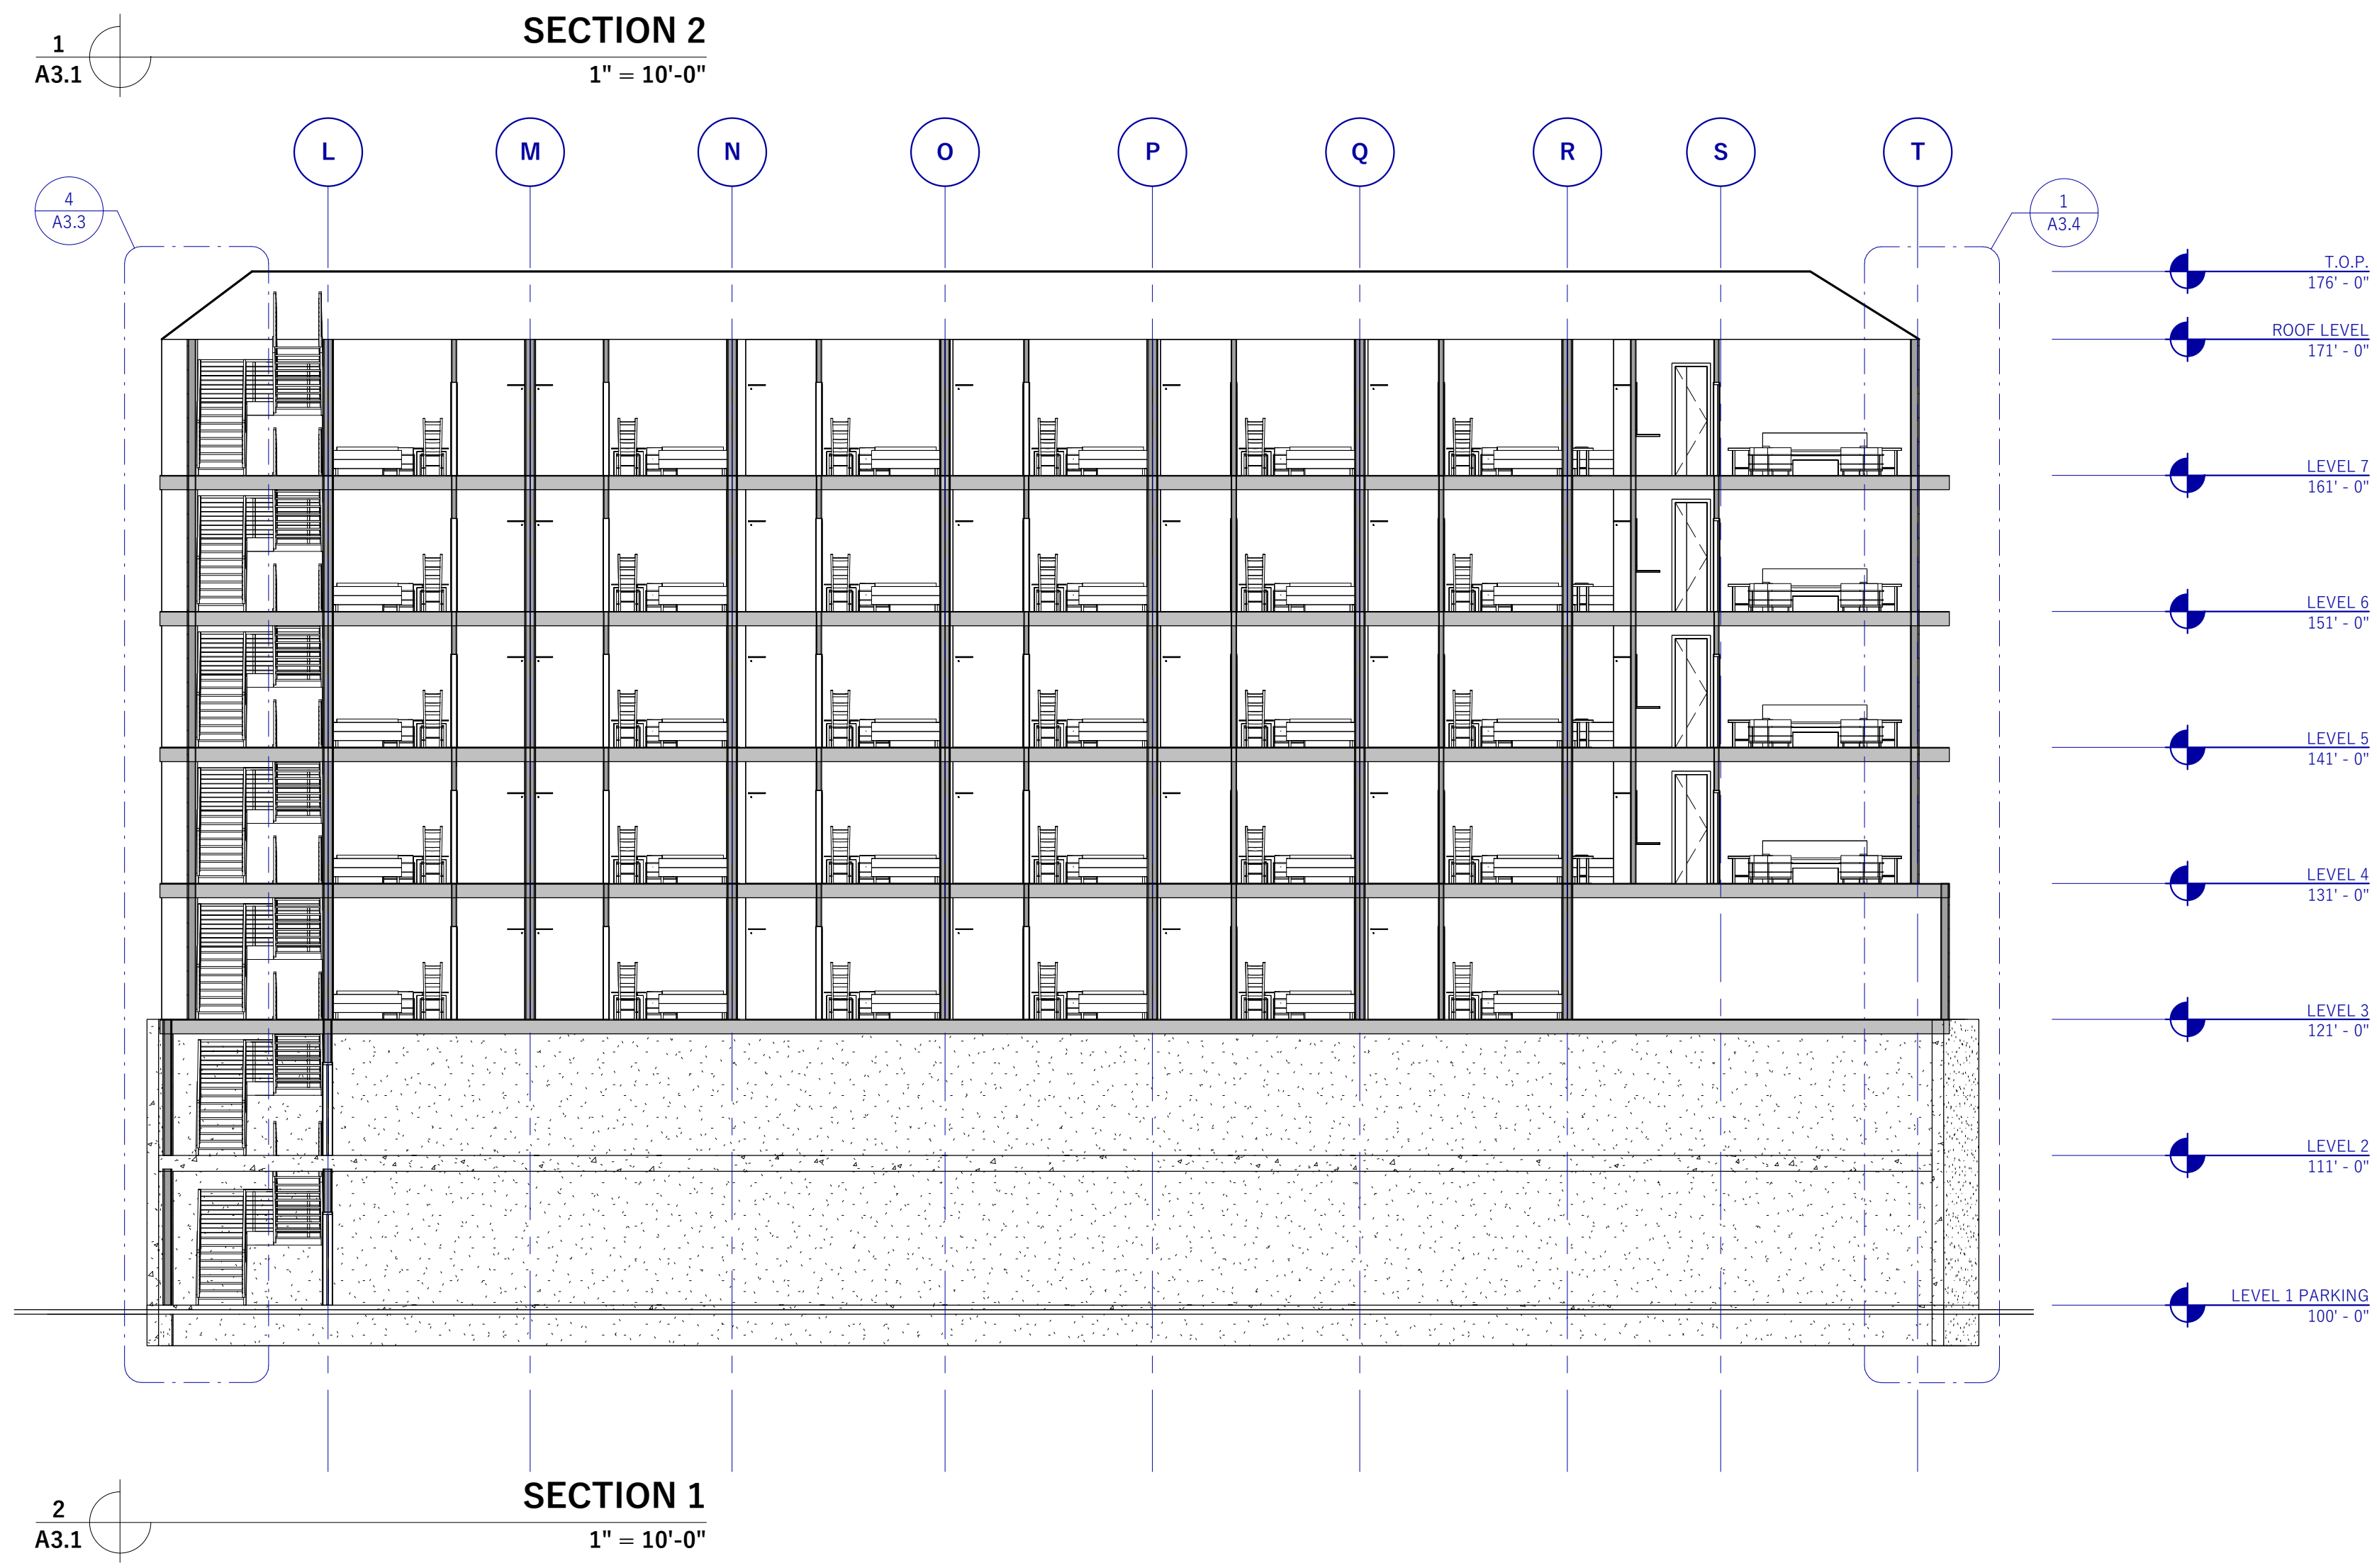 SECTION 2
1
A3.1
1" = 10'-0"
L M N O P Q R S T
4
A3.3
1
A3.4
T.O.P.
176' - 0"
ROOF LEVEL
171' - 0"
LEVEL 7
161' - 0"
LEVEL 6
151' - 0"
LEVEL 5
141' - 0"
LEVEL 4
131' - 0"
LEVEL 3
121' - 0"
LEVEL 2
111' - 0"
LEVEL 1 PARKING
100' - 0"
SECTION 1
2
A3.1
1" = 10'-0"